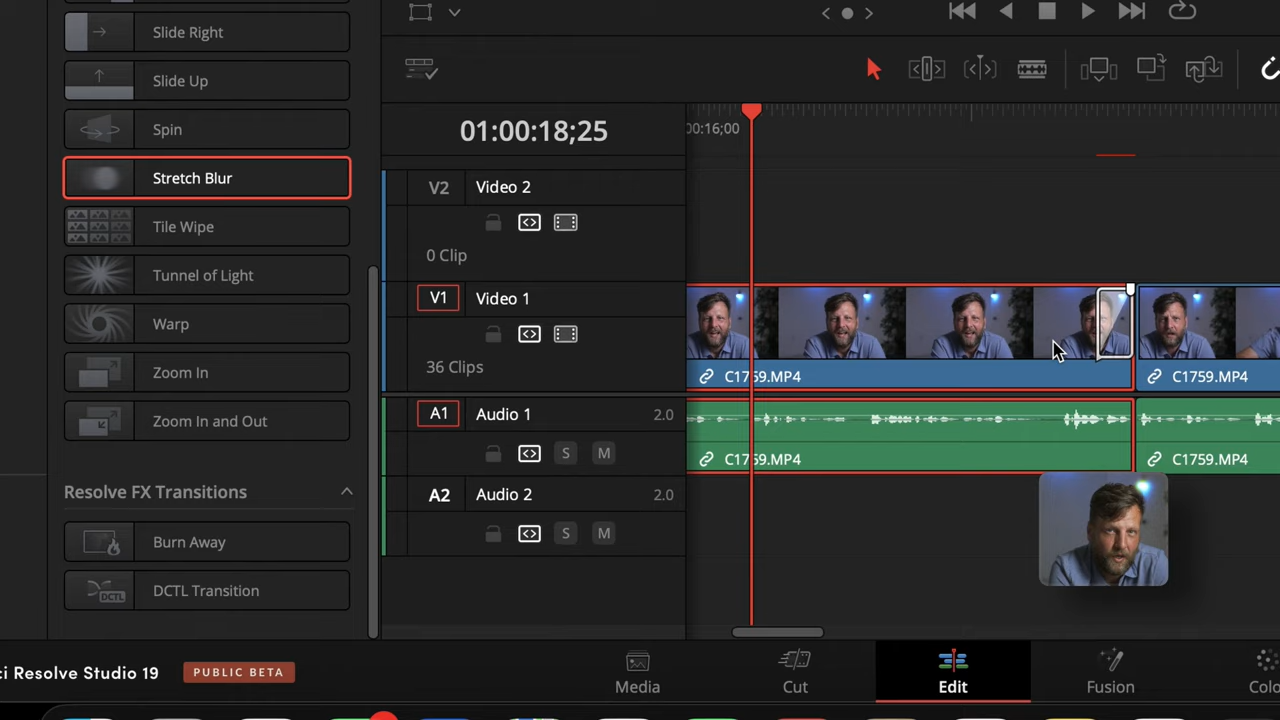 Slide Right
Slide Up
Spin
Stretch Blur
Tile Wipe
Tunnel of Light
Warp
Zoom In
Zoom In and Out
Resolve FX Transitions
Burn Away
DCTL
DCTL Transition
01:00:18;25
00:16;00
V2 Video 2
0 Clip
V1 Video 1
36 Clips
C1759.MP4
C1759.MP4
A1 Audio 1 2.0
S M
C1759.MP4
C1759.MP4
A2 Audio 2 2.0
S M
ci Resolve Studio 19 PUBLIC BETA
Media
Cut
Edit
Fusion
Colo